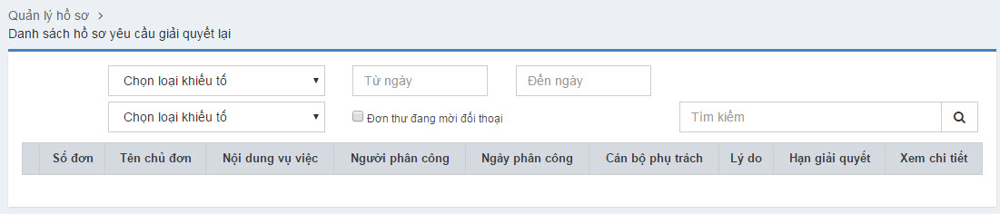 Quản lý hồ sơ >
Danh sách hồ sơ yêu cầu giải quyết lại
Chọn loại khiếu tố Từ ngày Đến ngày
Chọn loại khiếu tố Đơn thư đang mời đối thoại Tìm kiếm
Số đơn Tên chủ đơn Nội dung vụ việc Người phân công Ngày phân công Cán bộ phụ trách Lý do Hạn giải quyết Xem chi tiết